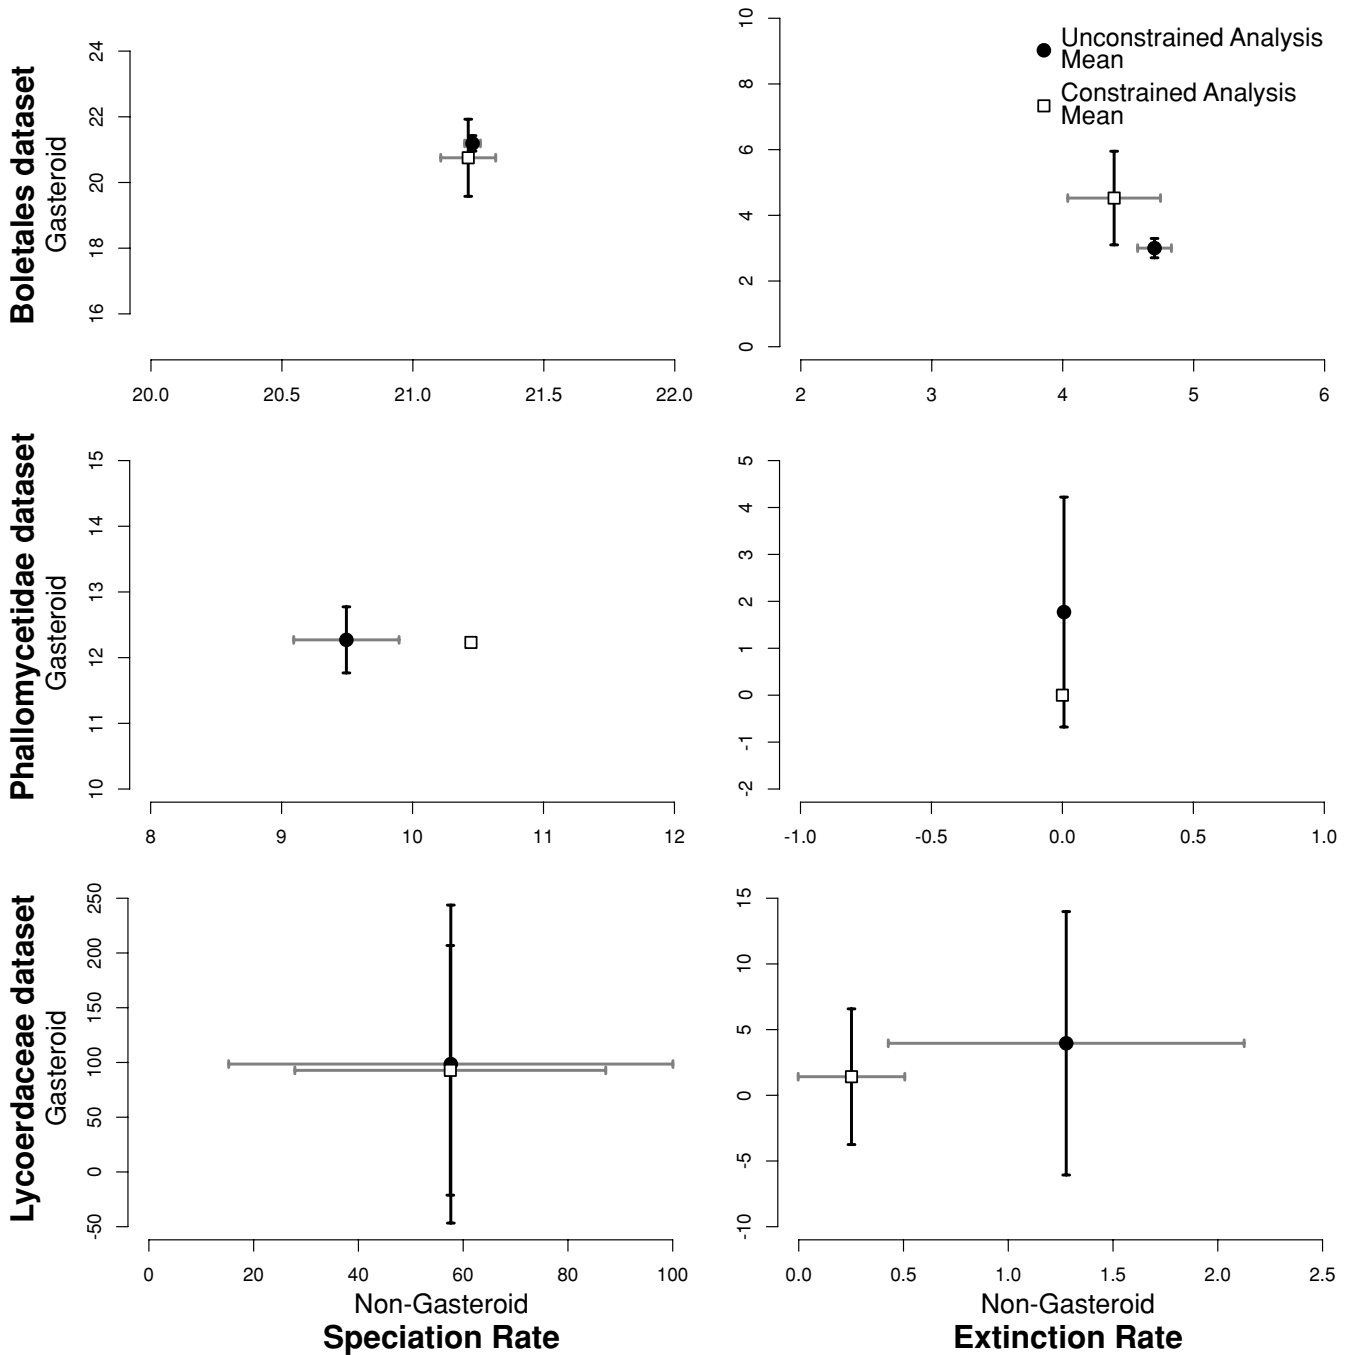 Boletales dataset
Gasteroid
24
22
20
18
16
20.0 20.5 21.0 21.5 22.0
10
8
6
4
2
0
2 3 4 5 6
Unconstrained Analysis
Mean
Constrained Analysis
Mean
Phallomycetidae dataset
Gasteroid
15
14
13
12
11
10
8 9 10 11 12
5
4
3
2
1
0
-1
-2
-1.0 -0.5 0.0 0.5 1.0
Lycoerdaceae dataset
Gasteroid
250
200
150
100
50
0
-50
0 20 40 60 80 100
Non-Gasteroid
Speciation Rate
15
10
5
0
-5
-10
0.0 0.5 1.0 1.5 2.0 2.5
Non-Gasteroid
Extinction Rate